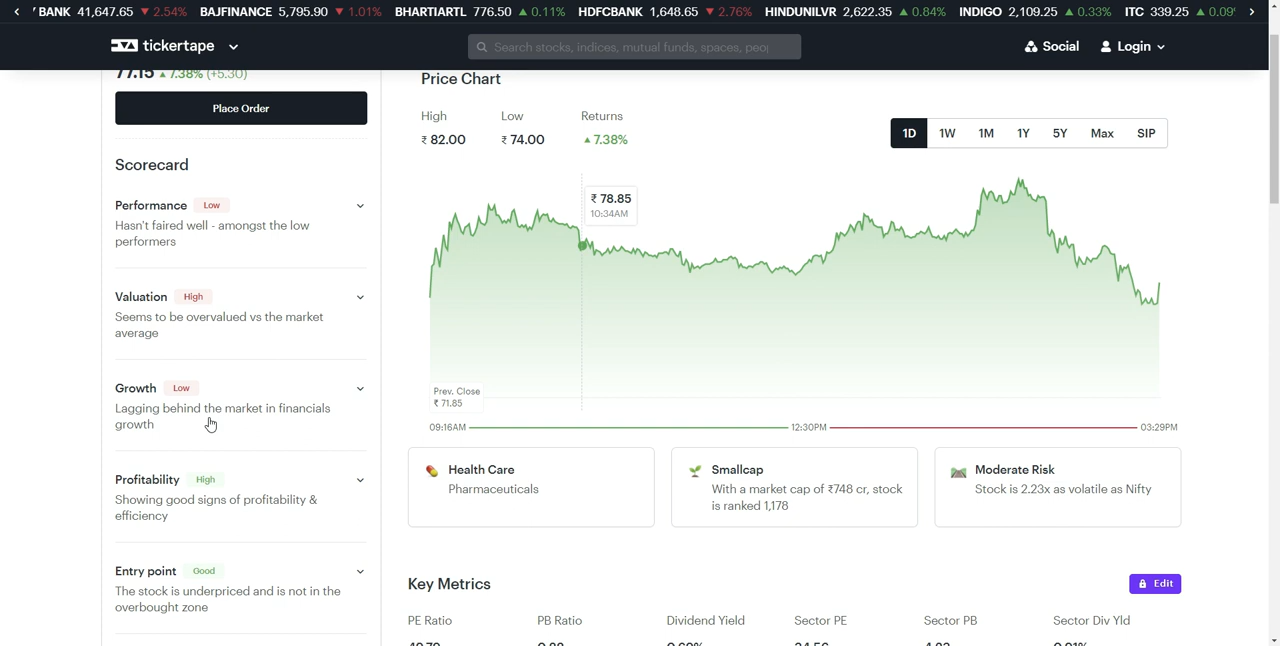 'BANK 41,647.65 ▼ 2.54% BAJFINANCE 5,795.90 ▼ 1.01% BHARTIARTL 776.50 ▲ 0.11% HDFCBANK 1,648.65 ▼ 2.76% HINDUNILVR 2,622.35 ▲ 0.84% INDIGO 2,109.25 ▲ 0.33% ITC 339.25 ▲ 0.09
tickertape
Search stocks, indices, mutual funds, spaces, peo
Social
Login
77.15 ▲ 7.38% (+5.30)
Place Order
Scorecard
Performance Low
Hasn't faired well - amongst the low
performers
Valuation High
Seems to be overvalued vs the market
average
Growth Low
Lagging behind the market in financials
growth
Profitability High
Showing good signs of profitability &
efficiency
Entry point Good
The stock is underpriced and is not in the
overbought zone
Price Chart
High Low Returns
₹ 82.00 ₹ 74.00 ▲ 7.38%
1D 1W 1M 1Y 5Y Max SIP
₹ 78.85
10:34AM
Prev. Close
₹ 71.85
09:16AM 12:30PM 03:29PM
Health Care
Pharmaceuticals
Smallcap
With a market cap of ₹748 cr, stock
is ranked 1,178
Moderate Risk
Stock is 2.23x as volatile as Nifty
Key Metrics
Edit
PE Ratio PB Ratio Dividend Yield Sector PE Sector PB Sector Div Yld